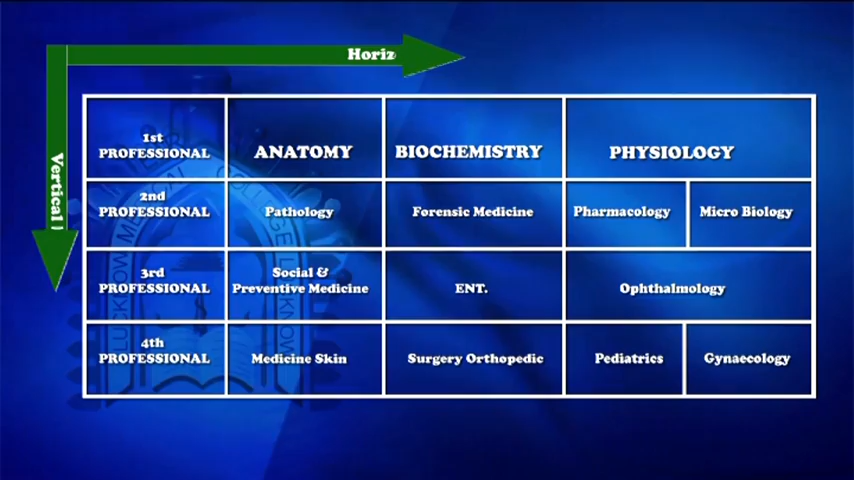 Horiz
Vertical
1st
PROFESSIONAL
ANATOMY
BIOCHEMISTRY
PHYSIOLOGY
2nd
PROFESSIONAL
Pathology
Forensic Medicine
Pharmacology
Micro Biology
3rd
PROFESSIONAL
Social &
Preventive Medicine
ENT.
Ophthalmology
4th
PROFESSIONAL
Medicine Skin
Surgery Orthopedic
Pediatrics
Gynaecology